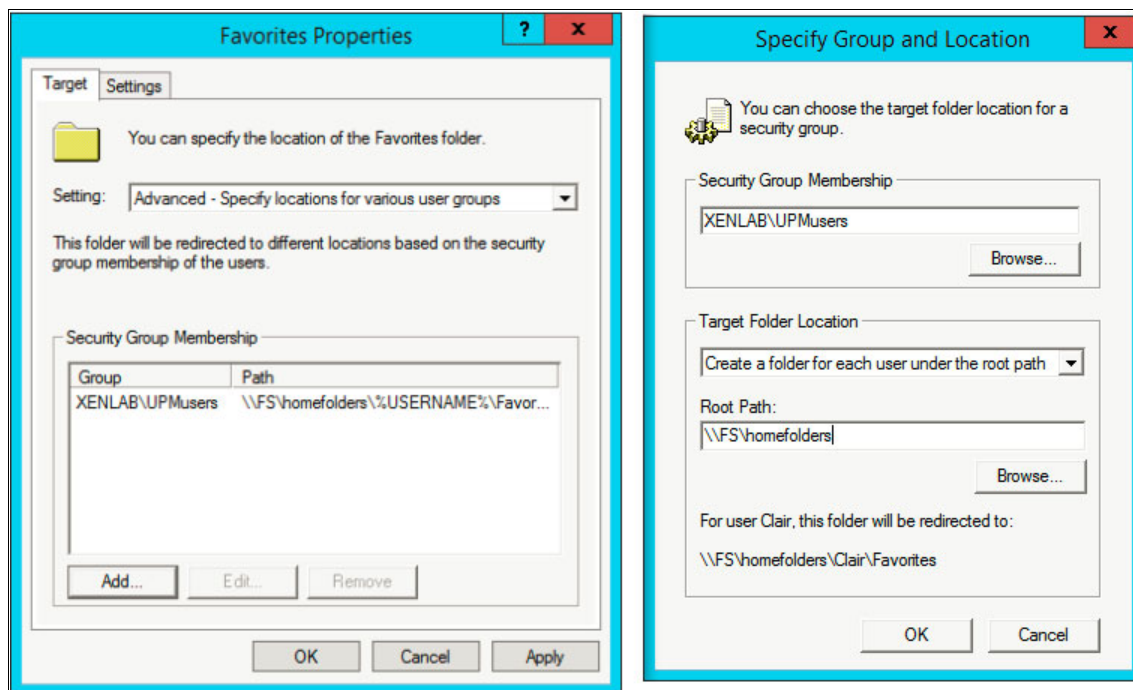 Favorites Properties
?
x
Target
Settings
You can specify the location of the Favorites folder.
Setting:
Advanced - Specify locations for various user groups
This folder will be redirected to different locations based on the security
group membership of the users.
Security Group Membership
Group
Path
XENLAB\UPMusers
\\FS\homefolders\%USERNAME%\Favor...
Add...
Edit...
Remove
OK
Cancel
Apply
Specify Group and Location
x
You can choose the target folder location for a
security group.
Security Group Membership
XENLAB\UPMusers
Browse...
Target Folder Location
Create a folder for each user under the root path
Root Path:
\\FS\homefolders
Browse...
For user Clair, this folder will be redirected to:
\\FS\homefolders\Clair\Favorites
OK
Cancel